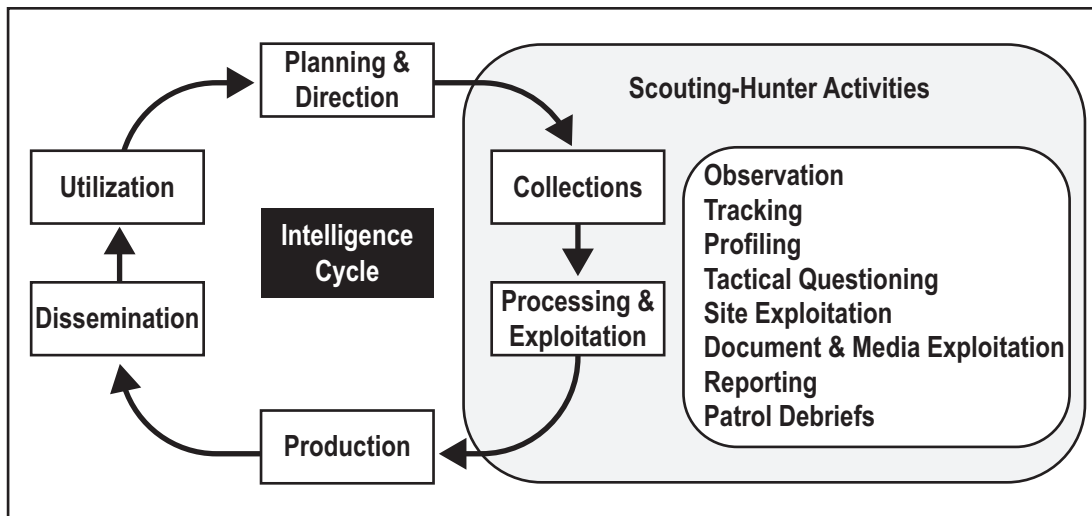 Planning &
Direction
Scouting-Hunter Activities
Utilization
Collections
Observation
Tracking
Profiling
Tactical Questioning
Site Exploitation
Document & Media Exploitation
Reporting
Patrol Debriefs
Intelligence
Cycle
Dissemination
Processing &
Exploitation
Production